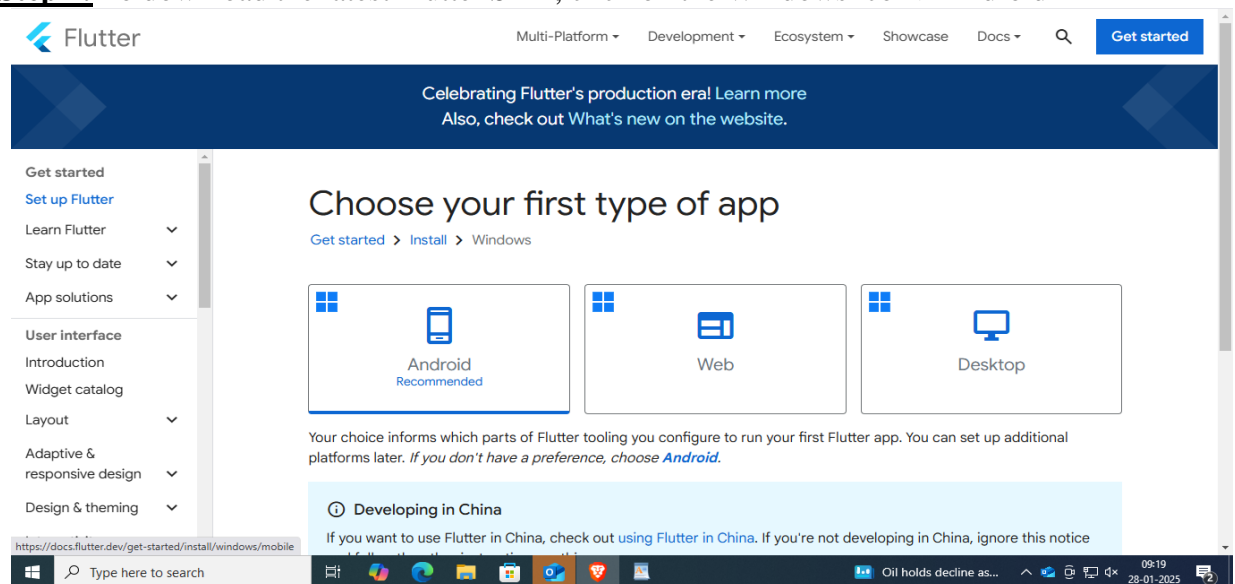 Flutter
Multi-Platform Development Ecosystem Showcase Docs Get started
Celebrating Flutter's production era! Learn more
Also, check out What's new on the website.
Get started
Set up Flutter
Learn Flutter
Stay up to date
App solutions
User interface
Introduction
Widget catalog
Layout
Adaptive &
responsive design
Design & theming
Choose your first type of app
Get started > Install > Windows
Android
Recommended
Web
Desktop
Your choice informs which parts of Flutter tooling you configure to run your first Flutter app. You can set up additional
platforms later. If you don't have a preference, choose Android.
Developing in China
If you want to use Flutter in China, check out using Flutter in China. If you're not developing in China, ignore this notice
https://docs.flutter.dev/get-started/install/windows/mobile
Type here to search
Oil holds decline as...
09:19
28-01-2025
2